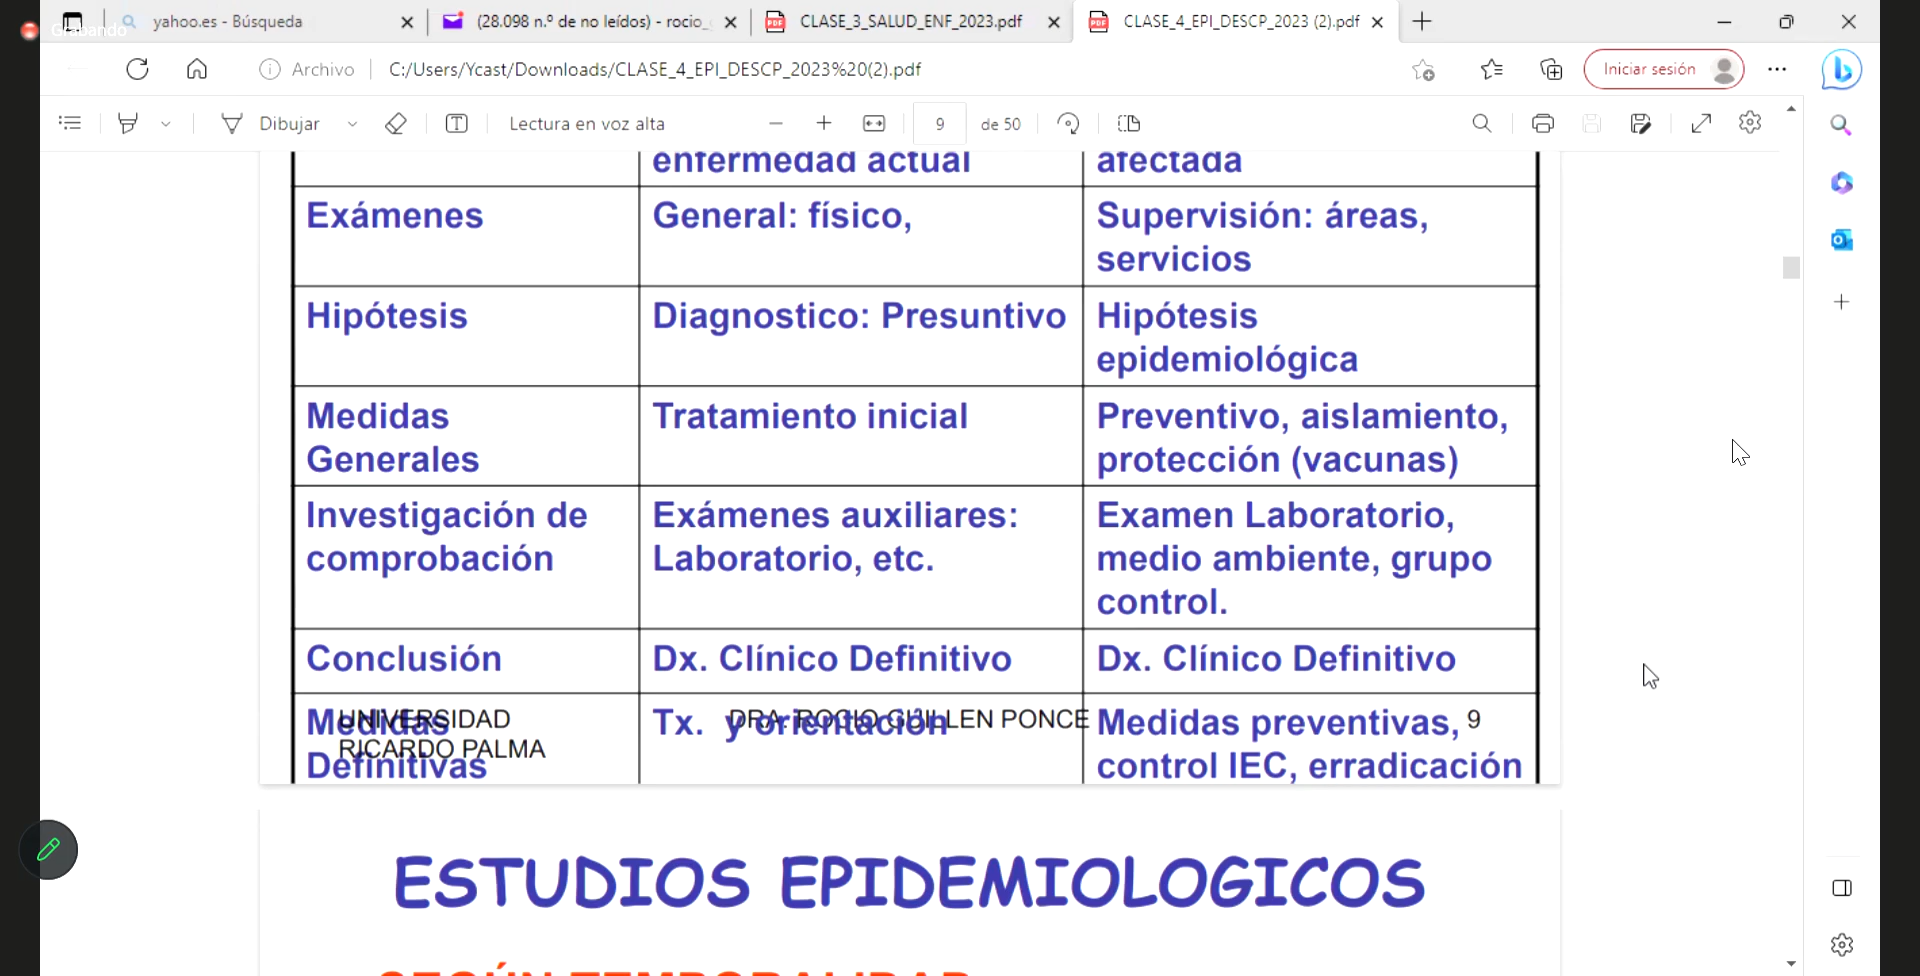 Grabando
yahoo.es - Búsqueda
(28.098 n.º de no leídos) - rocio_
CLASE_3_SALUD_ENF_2023.pdf
CLASE_4_EPI_DESCP_2023 (2).pdf
Archivo
C:/Users/Ycast/Downloads/CLASE_4_EPI_DESCP_2023%20(2).pdf
Iniciar sesión
Dibujar
Lectura en voz alta
9
de 50
enfermedad actual
afectada
Exámenes
General: físico,
Supervisión: áreas,
servicios
Hipótesis
Diagnostico: Presuntivo
Hipótesis
epidemiológica
Medidas
Generales
Tratamiento inicial
Preventivo, aislamiento,
protección (vacunas)
Investigación de
comprobación
Exámenes auxiliares:
Laboratorio, etc.
Examen Laboratorio,
medio ambiente, grupo
control.
Conclusión
Dx. Clínico Definitivo
Dx. Clínico Definitivo
Medidas
Definitivas
Tx. y orientación
Medidas preventivas,
control IEC, erradicación
UNIVERSIDAD
RICARDO PALMA
DRA. ROCIO GUILLEN PONCE
9
ESTUDIOS EPIDEMIOLOGICOS
SEGÚN TEMPORALIDAD